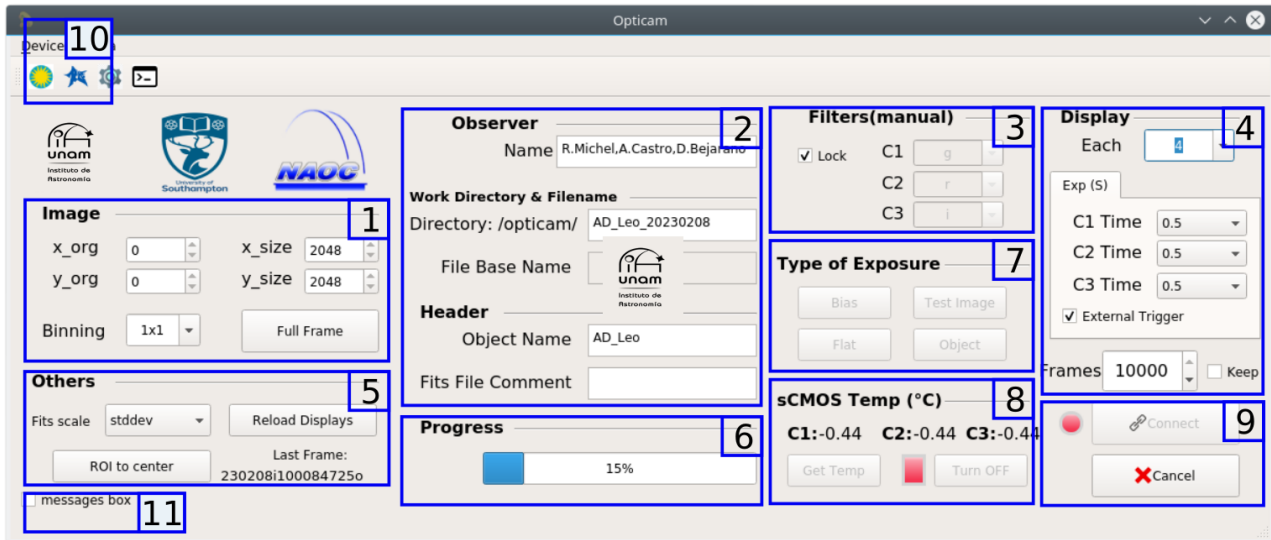 Opticam
Device
10
unam
Instituto de
Astronomía
University of
Southampton
NAOC
Image
1
x_org 0 x_size 2048
y_org 0 y_size 2048
Binning 1x1 Full Frame
Others
5
Fits scale stddev Reload Displays
ROI to center
Last Frame:
230208i100084725o
messages box
11
Observer
2
Name R.Michel,A.Castro,D.Bejarano
Work Directory & Filename
Directory: /opticam/ AD_Leo_20230208
File Base Name
unam
Instituto de
Astronomía
Header
Object Name AD_Leo
Fits File Comment
Progress
6
15%
Filters(manual)
3
Lock C1 g
C2 r
C3 i
Type of Exposure
7
Bias Test Image
Flat Object
sCMOS Temp (°C)
8
C1:-0.44 C2:-0.44 C3:-0.44
Get Temp Turn OFF
Display
4
Each 4
Exp (S)
C1 Time 0.5
C2 Time 0.5
C3 Time 0.5
External Trigger
Frames 10000 Keep
9
Connect
Cancel